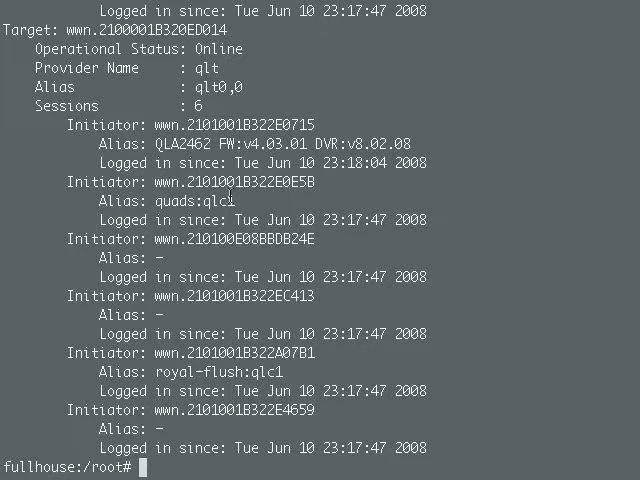 Logged in since: Tue Jun 10 23:17:47 2008
Target: wwn.2100001B320ED014
Operational Status: Online
Provider Name : qlt
Alias : qlt0,0
Sessions : 6
Initiator: wwn.2101001B322E0715
Alias: QLA2462 FW:v4.03.01 DVR:v8.02.08
Logged in since: Tue Jun 10 23:18:04 2008
Initiator: wwn.2101001B322E0E5B
Alias: quads:qlc1
Logged in since: Tue Jun 10 23:17:47 2008
Initiator: wwn.210100E08BBDB24E
Alias: -
Logged in since: Tue Jun 10 23:17:47 2008
Initiator: wwn.2101001B322EC413
Alias: -
Logged in since: Tue Jun 10 23:17:47 2008
Initiator: wwn.2101001B322A07B1
Alias: royal-flush:qlc1
Logged in since: Tue Jun 10 23:17:47 2008
Initiator: wwn.2101001B322E4659
Alias: -
Logged in since: Tue Jun 10 23:17:47 2008
fullhouse:/root#